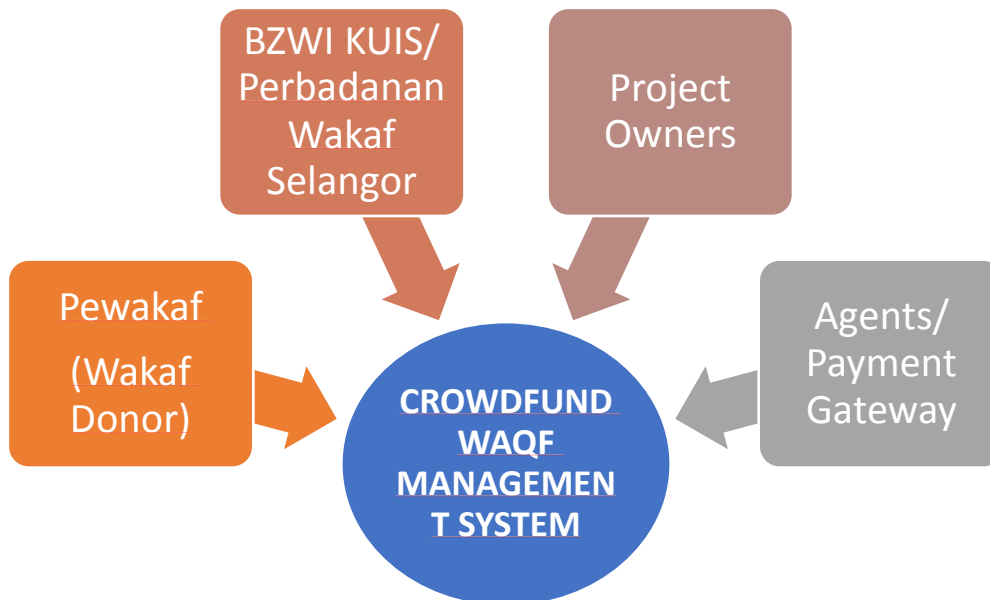 BZWI KUIS/
Perbadanan
Wakaf
Selangor
Project
Owners
Pewakaf
(Wakaf
Donor)
Agents/
Payment
Gateway
CROWDFUND
WAQF
MANAGEMEN
T SYSTEM